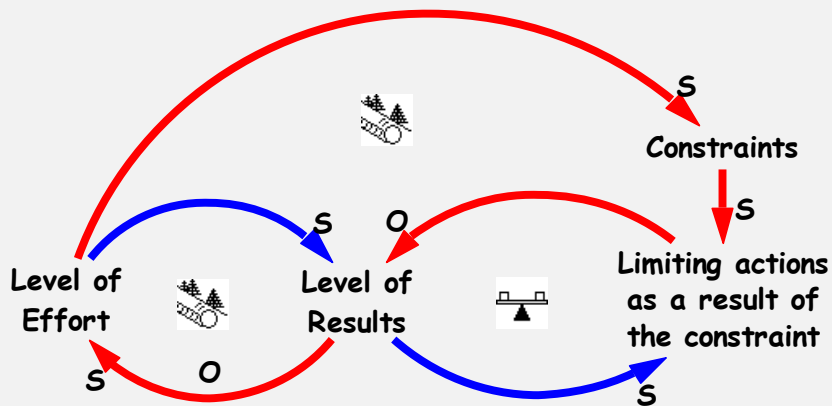 S
Constraints
S
S
O
Level of
Effort
Level of
Results
Limiting actions
as a result of
the constraint
S
O
S